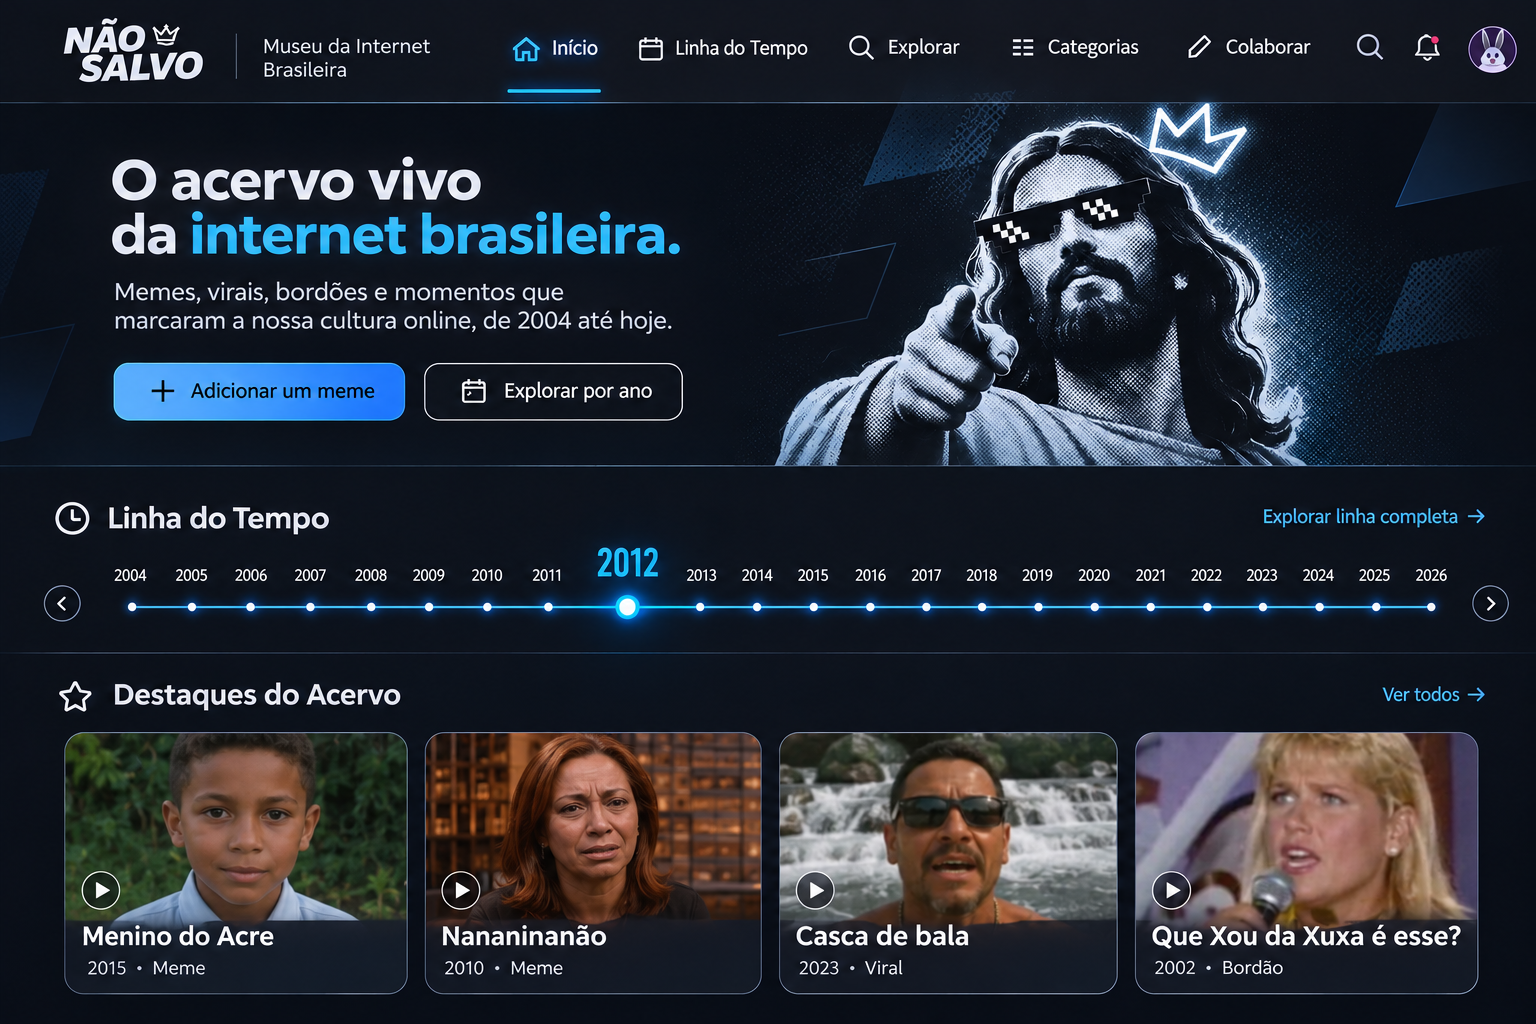 NÃO
SALVO
Museu da Internet
Brasileira
Início
Linha do Tempo
Explorar
Categorias
Colaborar
O acervo vivo
da internet brasileira.
Memes, virais, bordões e momentos que
marcaram a nossa cultura online, de 2004 até hoje.
Adicionar um meme
Explorar por ano
Linha do Tempo
Explorar linha completa →
2004 2005 2006 2007 2008 2009 2010 2011 2012 2013 2014 2015 2016 2017 2018 2019 2020 2021 2022 2023 2024 2025 2026
Destaques do Acervo
Ver todos →
Menino do Acre
2015 • Meme
Nananinanão
2010 • Meme
Casca de bala
2023 • Viral
Que Xou da Xuxa é esse?
2002 • Bordão